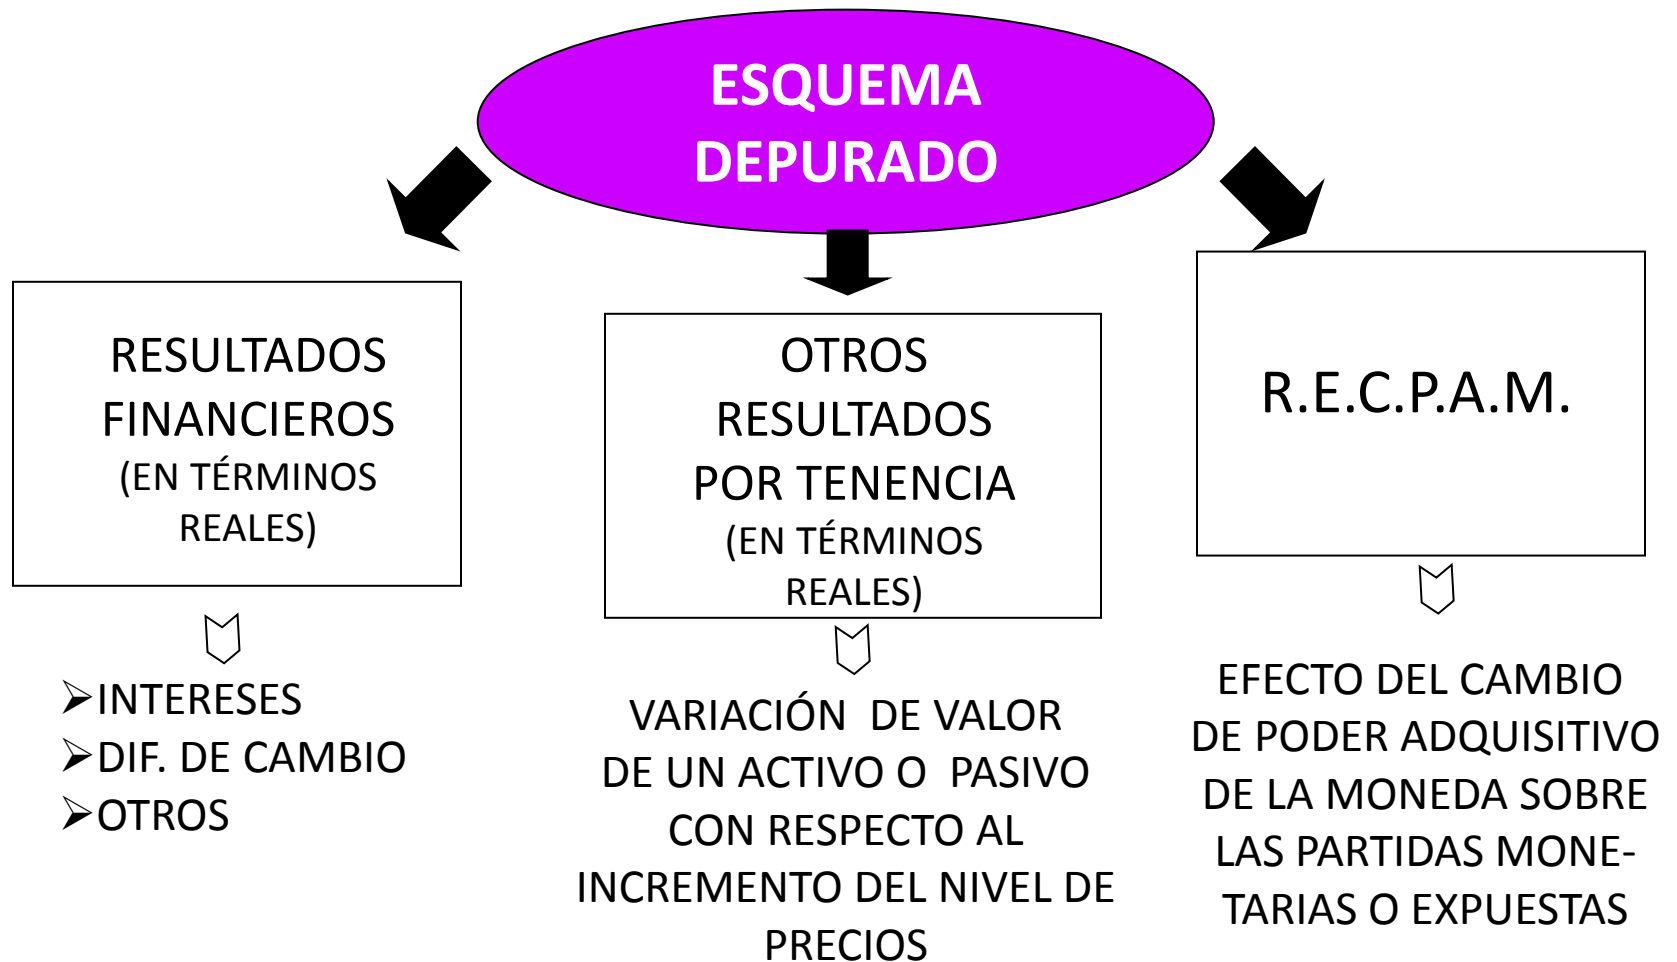 ESQUEMA
DEPURADO
RESULTADOS
FINANCIEROS
(EN TÉRMINOS
REALES)
➢INTERESES
➢DIF. DE CAMBIO
➢OTROS
OTROS
RESULTADOS
POR TENENCIA
(EN TÉRMINOS
REALES)
VARIACIÓN DE VALOR
DE UN ACTIVO O PASIVO
CON RESPECTO AL
INCREMENTO DEL NIVEL DE
PRECIOS
R.E.C.P.A.M.
EFECTO DEL CAMBIO
DE PODER ADQUISITIVO
DE LA MONEDA SOBRE
LAS PARTIDAS MONE-
TARIAS O EXPUESTAS